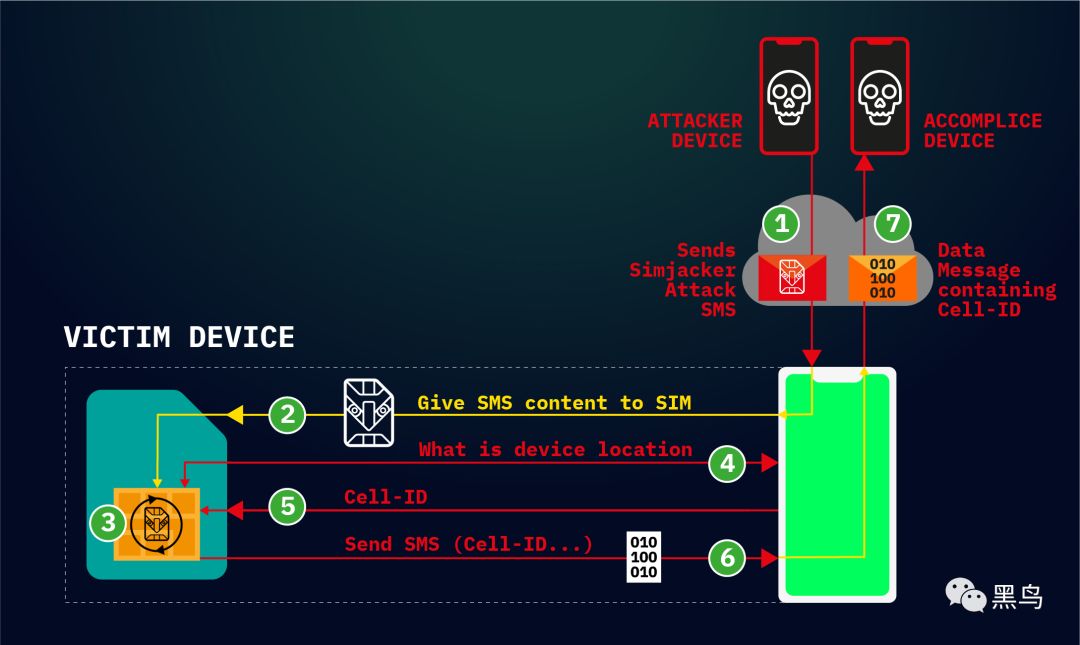 ATTACKER
DEVICE
ACCOMPLICE
DEVICE
1
7
Sends
Simjacker
Attack
SMS
010
100
010
Data
Message
containing
Cell-ID
VICTIM DEVICE
2
Give SMS content to SIM
What is device location
4
3
5
Cell-ID
Send SMS (Cell-ID...)
010
100
010
6
黑鸟